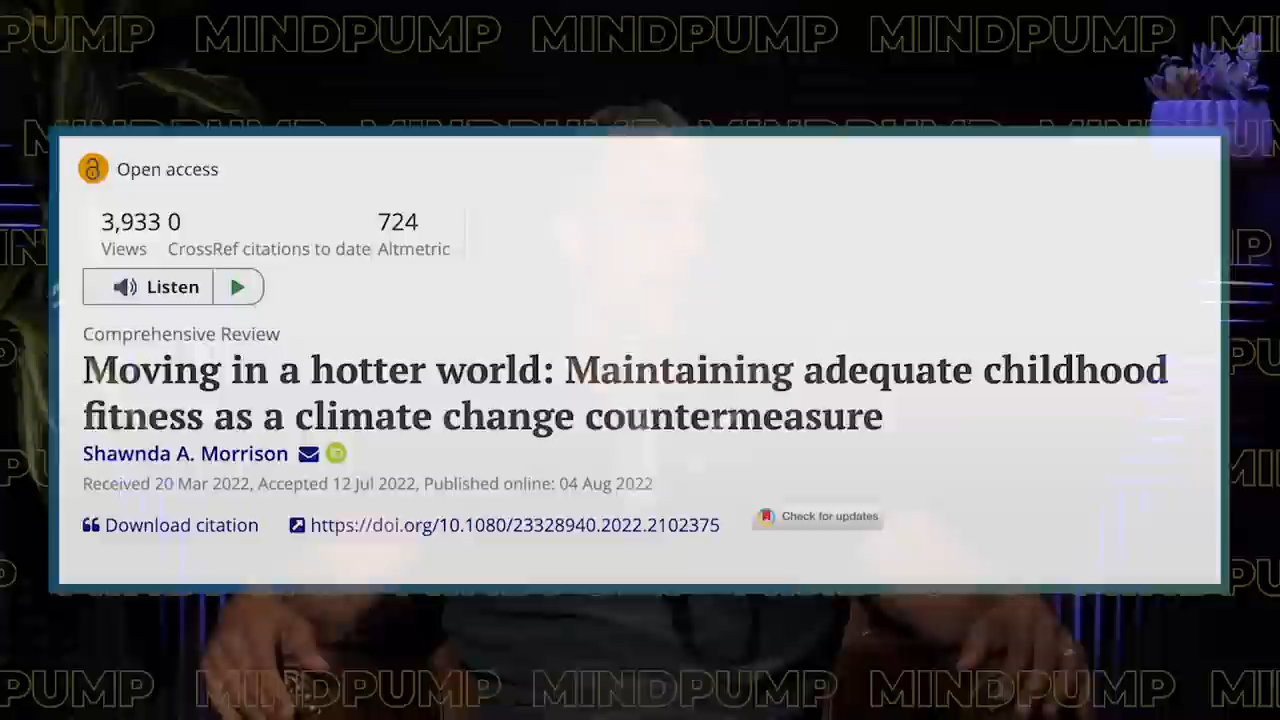 PUMP MINDPUMP MINDPUMP MINDPUMP MIN
Open access
3,933 0 724
Views CrossRef citations to date Altmetric
Listen
Comprehensive Review
Moving in a hotter world: Maintaining adequate childhood
fitness as a climate change countermeasure
Shawnda A. Morrison
Received 20 Mar 2022, Accepted 12 Jul 2022, Published online: 04 Aug 2022
Download citation https://doi.org/10.1080/23328940.2022.2102375 Check for updates
PUMP MINDPUMP MINDPUMP MINDPUMP MIN